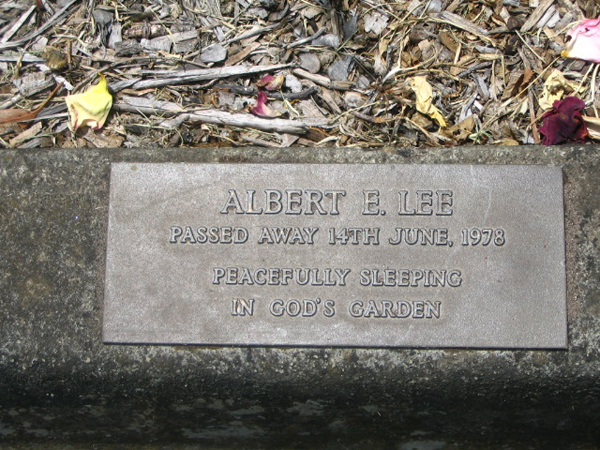 ALBERT E. LEE
PASSED AWAY 14TH JUNE, 1978
PEACEFULLY SLEEPING
IN GOD'S GARDEN